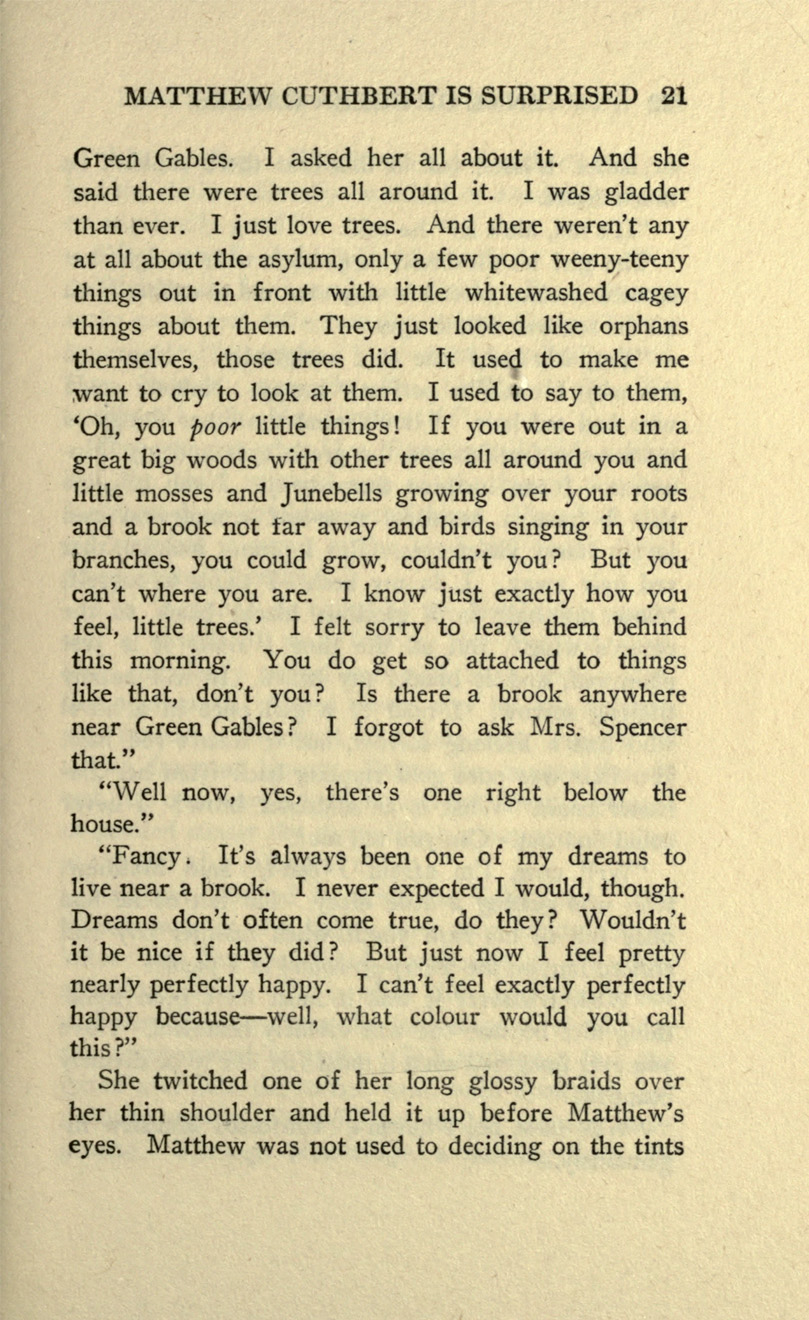 MATTHEW CUTHBERT IS SURPRISED 21
Green Gables. I asked her all about it. And she
said there were trees all around it. I was gladder
than ever. I just love trees. And there weren't any
at all about the asylum, only a few poor weeny-teeny
things out in front with little whitewashed cagey
things about them. They just looked like orphans
themselves, those trees did. It used to make me
want to cry to look at them. I used to say to them,
‘Oh, you poor little things! If you were out in a
great big woods with other trees all around you and
little mosses and Junebells growing over your roots
and a brook not far away and birds singing in your
branches, you could grow, couldn't you? But you
can't where you are. I know just exactly how you
feel, little trees.’ I felt sorry to leave them behind
this morning. You do get so attached to things
like that, don't you? Is there a brook anywhere
near Green Gables? I forgot to ask Mrs. Spencer
that.”
“Well now, yes, there's one right below the
house.”
“Fancy. It's always been one of my dreams to
live near a brook. I never expected I would, though.
Dreams don't often come true, do they? Wouldn't
it be nice if they did? But just now I feel pretty
nearly perfectly happy. I can't feel exactly perfectly
happy because—well, what colour would you call
this?”
She twitched one of her long glossy braids over
her thin shoulder and held it up before Matthew's
eyes. Matthew was not used to deciding on the tints